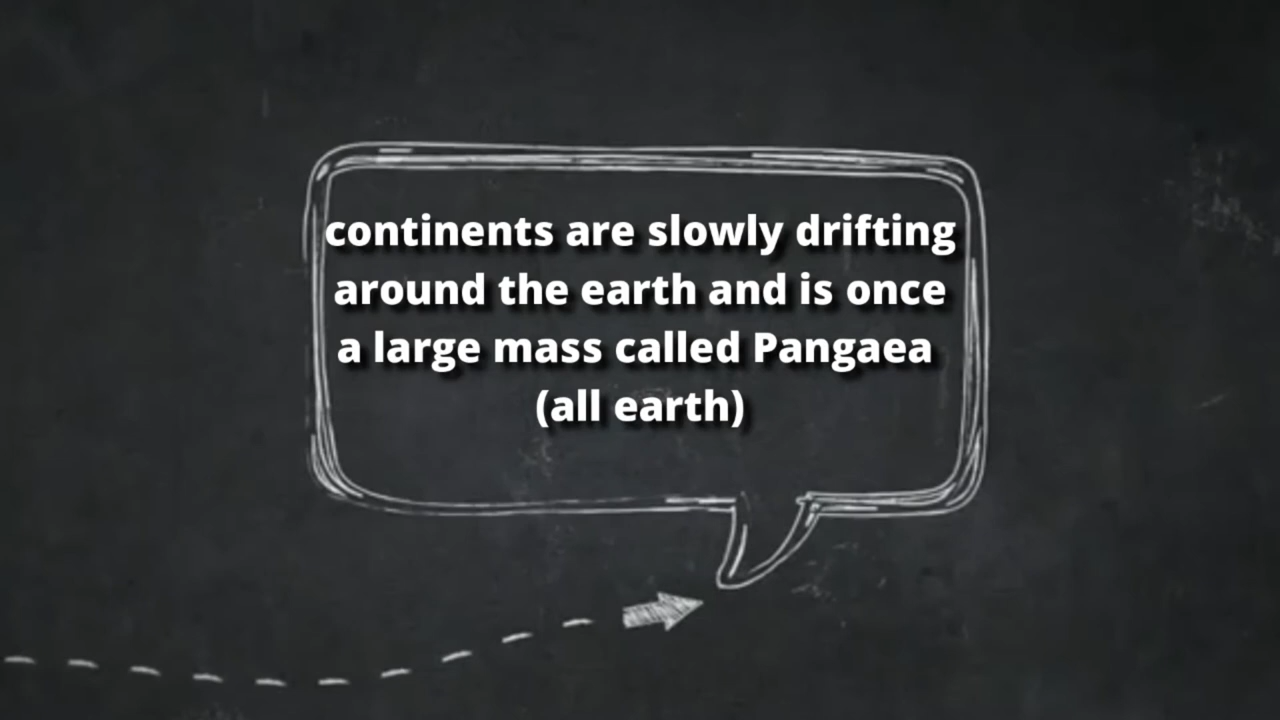 continents are slowly drifting
around the earth and is once
a large mass called Pangaea
(all earth)